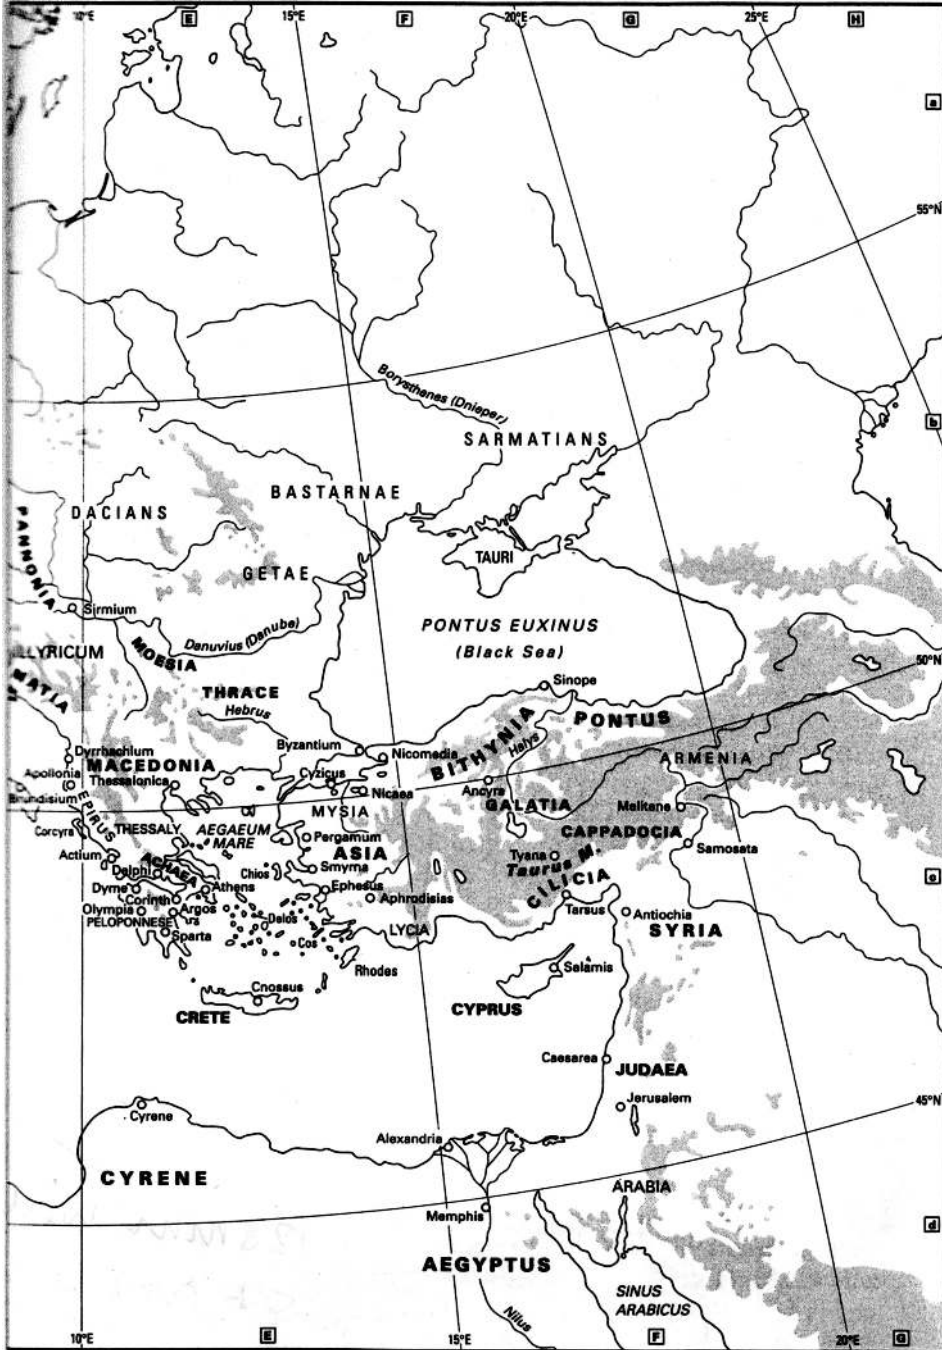 10°E
E
15°E
F
20°E
G
25°E
H
a
55°N
Borysthenes (Dnieper)
b
SARMATIANS
BASTARNAE
DACIANS
TAURI
GETAE
PANNONIA
Sirmium
Danuvius (Danube)
PONTUS EUXINUS
(Black Sea)
LLYRICUM
MOESIA
50°N
MATIA
THRACE
Hebrus
Sinope
PONTUS
BITHYNIA
Halys
Byzantium
Nicomedia
Dyrrhachium
MACEDONIA
ARMENIA
Apollonia
Thessalonica
Cyzicus
Nicaea
Ancyra
Brundisium
MYSIA
GALATIA
Melitene
EPIRUS
Corcyra
THESSALY
AEGAEUM
MARE
Pergamum
CAPPADOCIA
Actium
ASIA
Tyana
Taurus M.
Samosata
Delphi
ACHAEA
Chios
Smyrna
CILICIA
c
Dyme
Athens
Ephesus
Aphrodisias
Corinth
Tarsus
Olympia
Argos
Delos
Antiochia
PELOPONNESE
LYCIA
SYRIA
Sparta
Cos
Rhodes
Salamis
Cnossus
CRETE
CYPRUS
Caesarea
JUDAEA
Cyrene
Jerusalem
45°N
Alexandria
CYRENE
ARABIA
Memphis
d
AEGYPTUS
SINUS
ARABICUS
Nilus
10°E
E
15°E
F
20°E
G